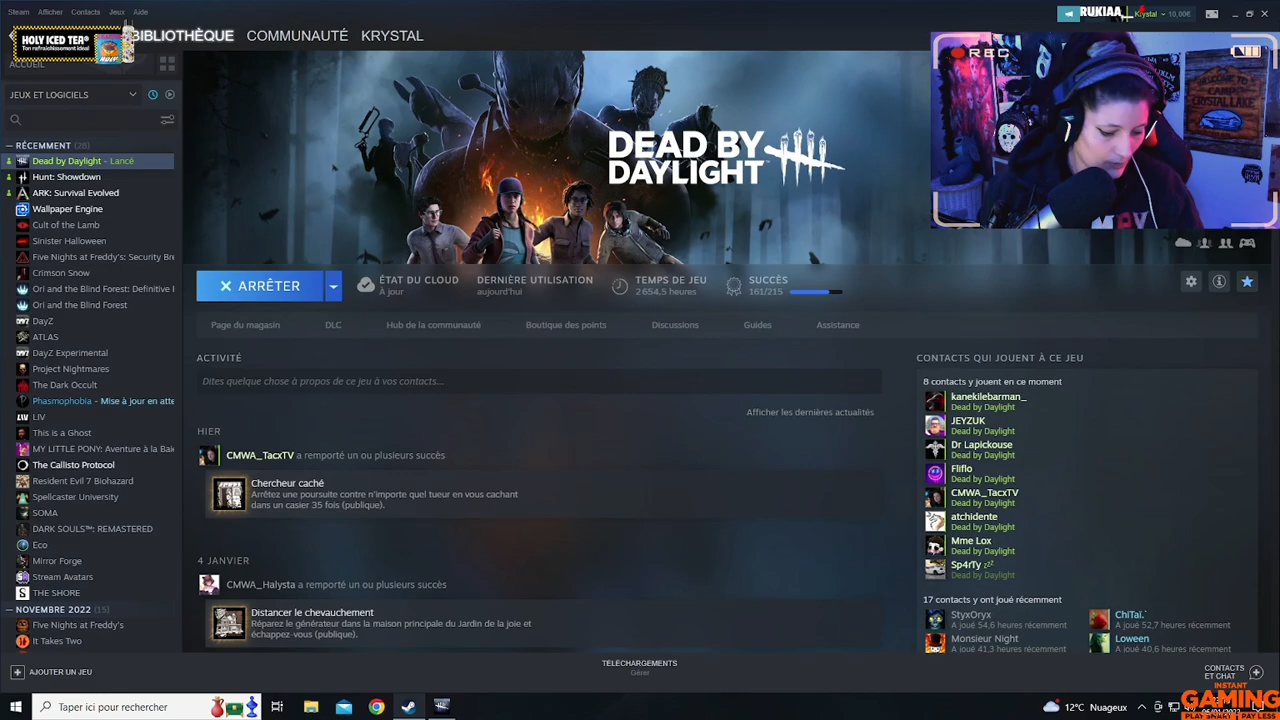 Steam Afficher Contacts Jeux Aide
RUKIAA
Krystal 10,00€
HOLY ICED TEA®
Ton rafraîchissement idéal
BIBLIOTHÈQUE COMMUNAUTÉ KRYSTAL
ACCUEIL
REC
WELCOME TO
CAMP
CRYSTAL LAKE
JEUX ET LOGICIELS
RÉCEMMENT (28)
Dead by Daylight - Lancé
Hunt: Showdown
ARK: Survival Evolved
Wallpaper Engine
Cult of the Lamb
Sinister Halloween
Five Nights at Freddy's: Security Bre
Crimson Snow
Ori and the Blind Forest: Definitive E
Ori and the Blind Forest
DayZ
ATLAS
DayZ Experimental
Project Nightmares
The Dark Occult
Phasmophobia - Mise à jour en atte
LIV
This is a Ghost
MY LITTLE PONY: Aventure à la Baie
The Callisto Protocol
Resident Evil 7 Biohazard
Spellcaster University
SOMA
DARK SOULS™: REMASTERED
Eco
Mirror Forge
Stream Avatars
THE SHORE
NOVEMBRE 2022 (15)
Five Nights at Freddy's
It Takes Two
AJOUTER UN JEU
DEAD BY
DAYLIGHT
ARRÊTER
ÉTAT DU CLOUD
À jour
DERNIÈRE UTILISATION
aujourd'hui
TEMPS DE JEU
2 654,5 heures
SUCCÈS
161/215
Page du magasin DLC Hub de la communauté Boutique des points Discussions Guides Assistance
ACTIVITÉ
Dites quelque chose à propos de ce jeu à vos contacts...
Afficher les dernières actualités
HIER
CMWA_TacxTV a remporté un ou plusieurs succès
Chercheur caché
Arrêtez une poursuite contre n'importe quel tueur en vous cachant
dans un casier 35 fois (publique).
4 JANVIER
CMWA_Halysta a remporté un ou plusieurs succès
Distancer le chevauchement
Réparez le générateur dans la maison principale du Jardin de la joie et
échappez-vous (publique).
CONTACTS QUI JOUENT À CE JEU
8 contacts y jouent en ce moment
kanekilebarman_
Dead by Daylight
JEYZUK
Dead by Daylight
Dr Lapickouse
Dead by Daylight
Fliflo
Dead by Daylight
CMWA_TacxTV
Dead by Daylight
atchidente
Dead by Daylight
Mme Lox
Dead by Daylight
Sp4rTy zzz
Dead by Daylight
17 contacts y ont joué récemment
StyxOryx
A joué 54,6 heures récemment
ChiTaï.¨
A joué 52,7 heures récemment
Monsieur Night
A joué 41,3 heures récemment
Loween
A joué 40,6 heures récemment
TÉLÉCHARGEMENTS
Gérer
CONTACTS
ET CHAT
INSTANT
GAMING
PLAY SMART. PAY LESS
Taper ici pour rechercher
12°C Nuageux